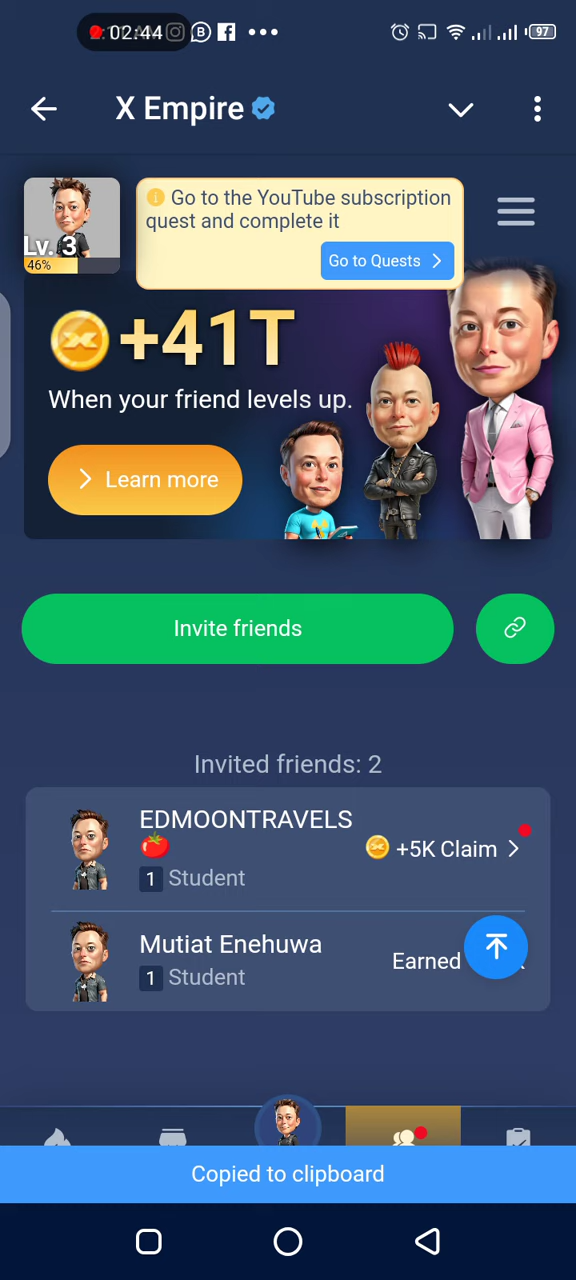 02:44
97
X Empire
Go to the YouTube subscription
quest and complete it
Go to Quests
Lv. 3
46%
+41T
When your friend levels up.
Learn more
Invite friends
Invited friends: 2
EDMOONTRAVELS
🍅
+5K Claim
1 Student
Mutiat Enehuwa
Earned
1 Student
Copied to clipboard